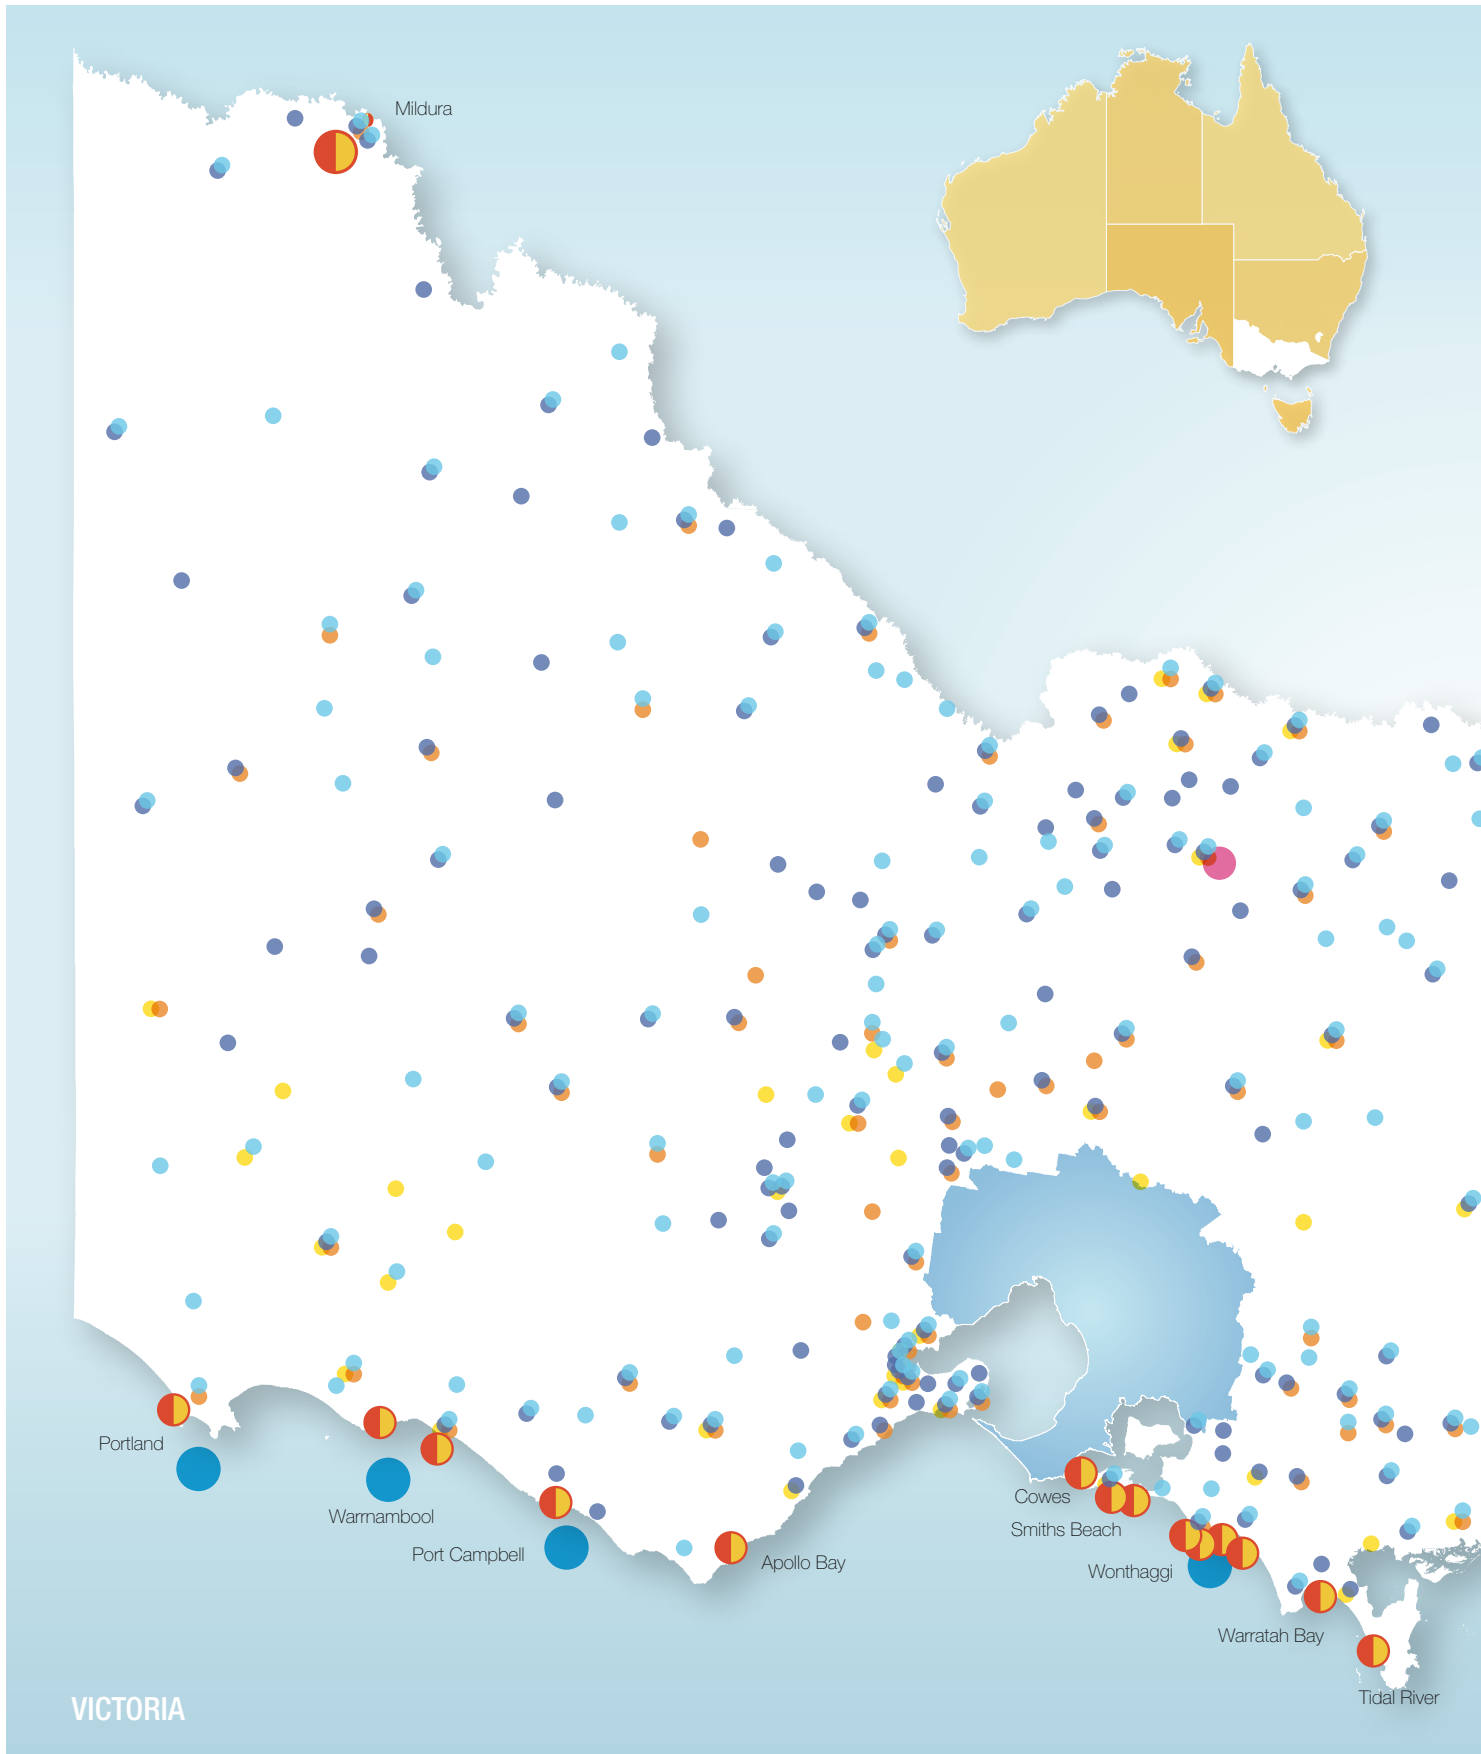 Mildura
Portland
Warrnambool
Port Campbell
Apollo Bay
Cowes
Smiths Beach
Wonthaggi
Warratah Bay
Tidal River
VICTORIA